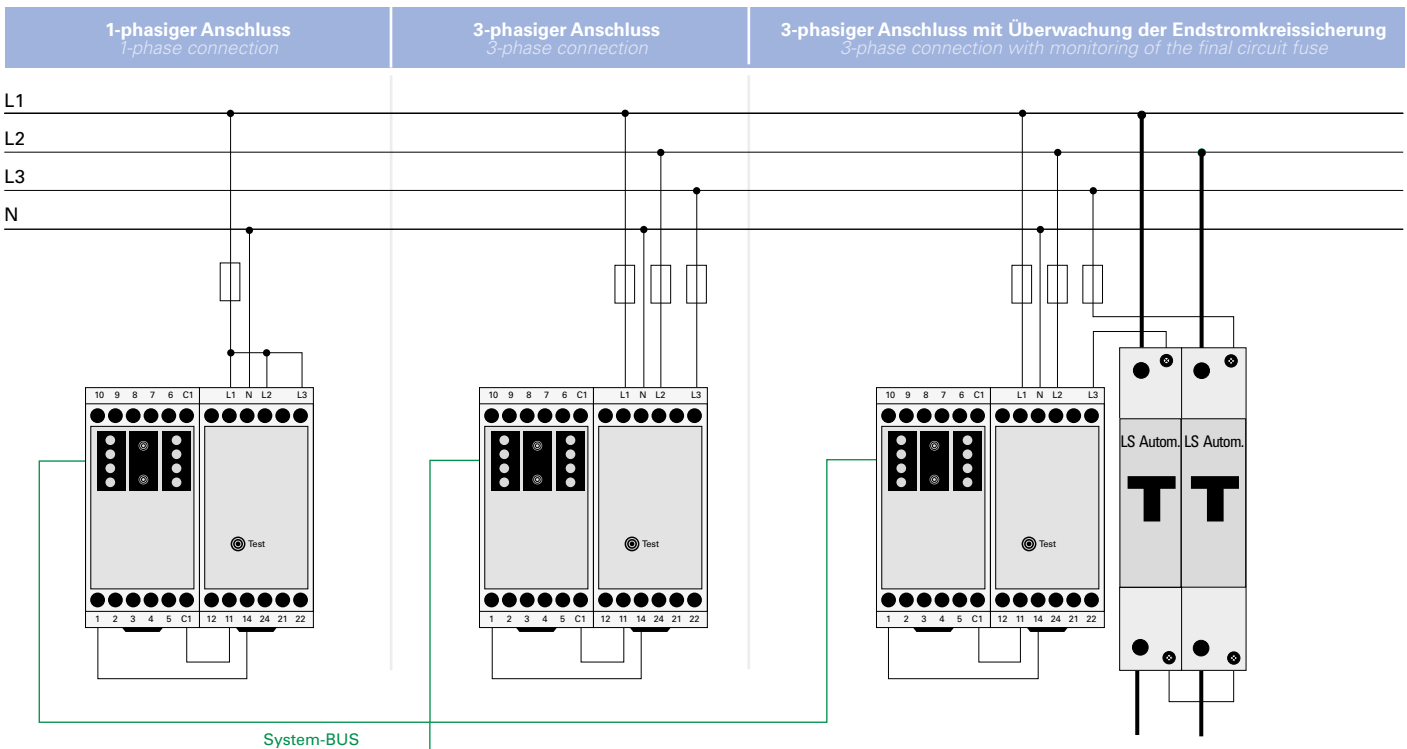 1-phasiger Anschluss
1-phase connection
3-phasiger Anschluss
3-phase connection
3-phasiger Anschluss mit Überwachung der Endstromkreissicherung
3-phase connection with monitoring of the final circuit fuse
L1
L2
L3
N
10 9 8 7 6 C1 L1 N L2 L3
10 9 8 7 6 C1 L1 N L2 L3
10 9 8 7 6 C1 L1 N L2 L3
LS Autom.
LS Autom.
Test
Test
Test
1 2 3 4 5 C1 12 11 14 24 21 22
1 2 3 4 5 C1 12 11 14 24 21 22
1 2 3 4 5 C1 12 11 14 24 21 22
System-BUS